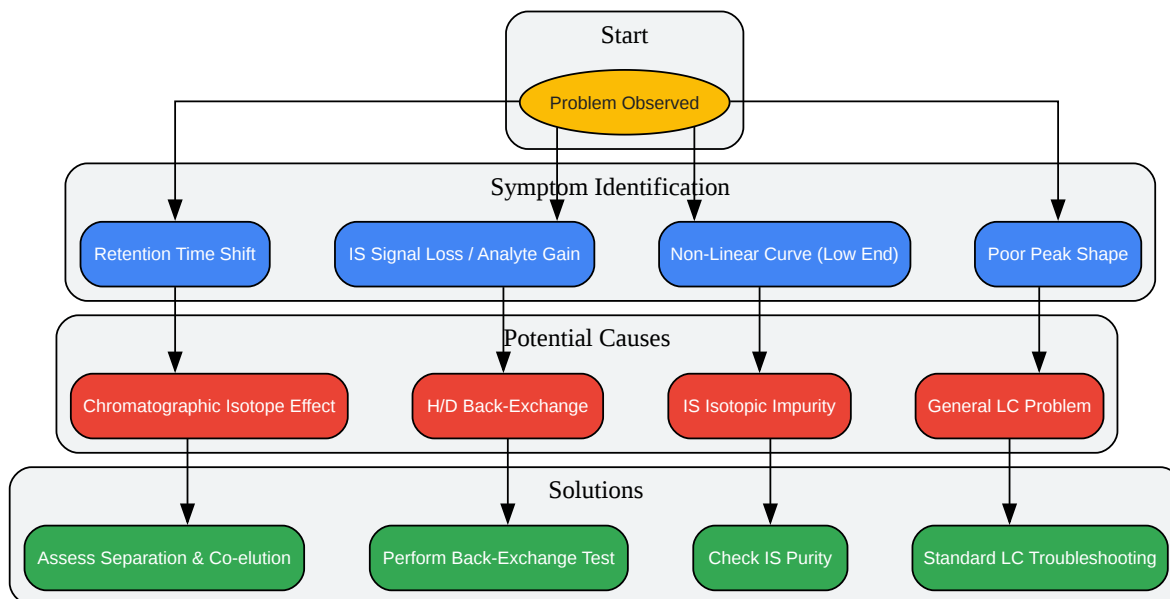 Start
Problem Observed
Symptom Identification
Retention Time Shift
IS Signal Loss / Analyte Gain
Non-Linear Curve (Low End)
Poor Peak Shape
Potential Causes
Chromatographic Isotope Effect
H/D Back-Exchange
IS Isotopic Impurity
General LC Problem
Solutions
Assess Separation & Co-elution
Perform Back-Exchange Test
Check IS Purity
Standard LC Troubleshooting